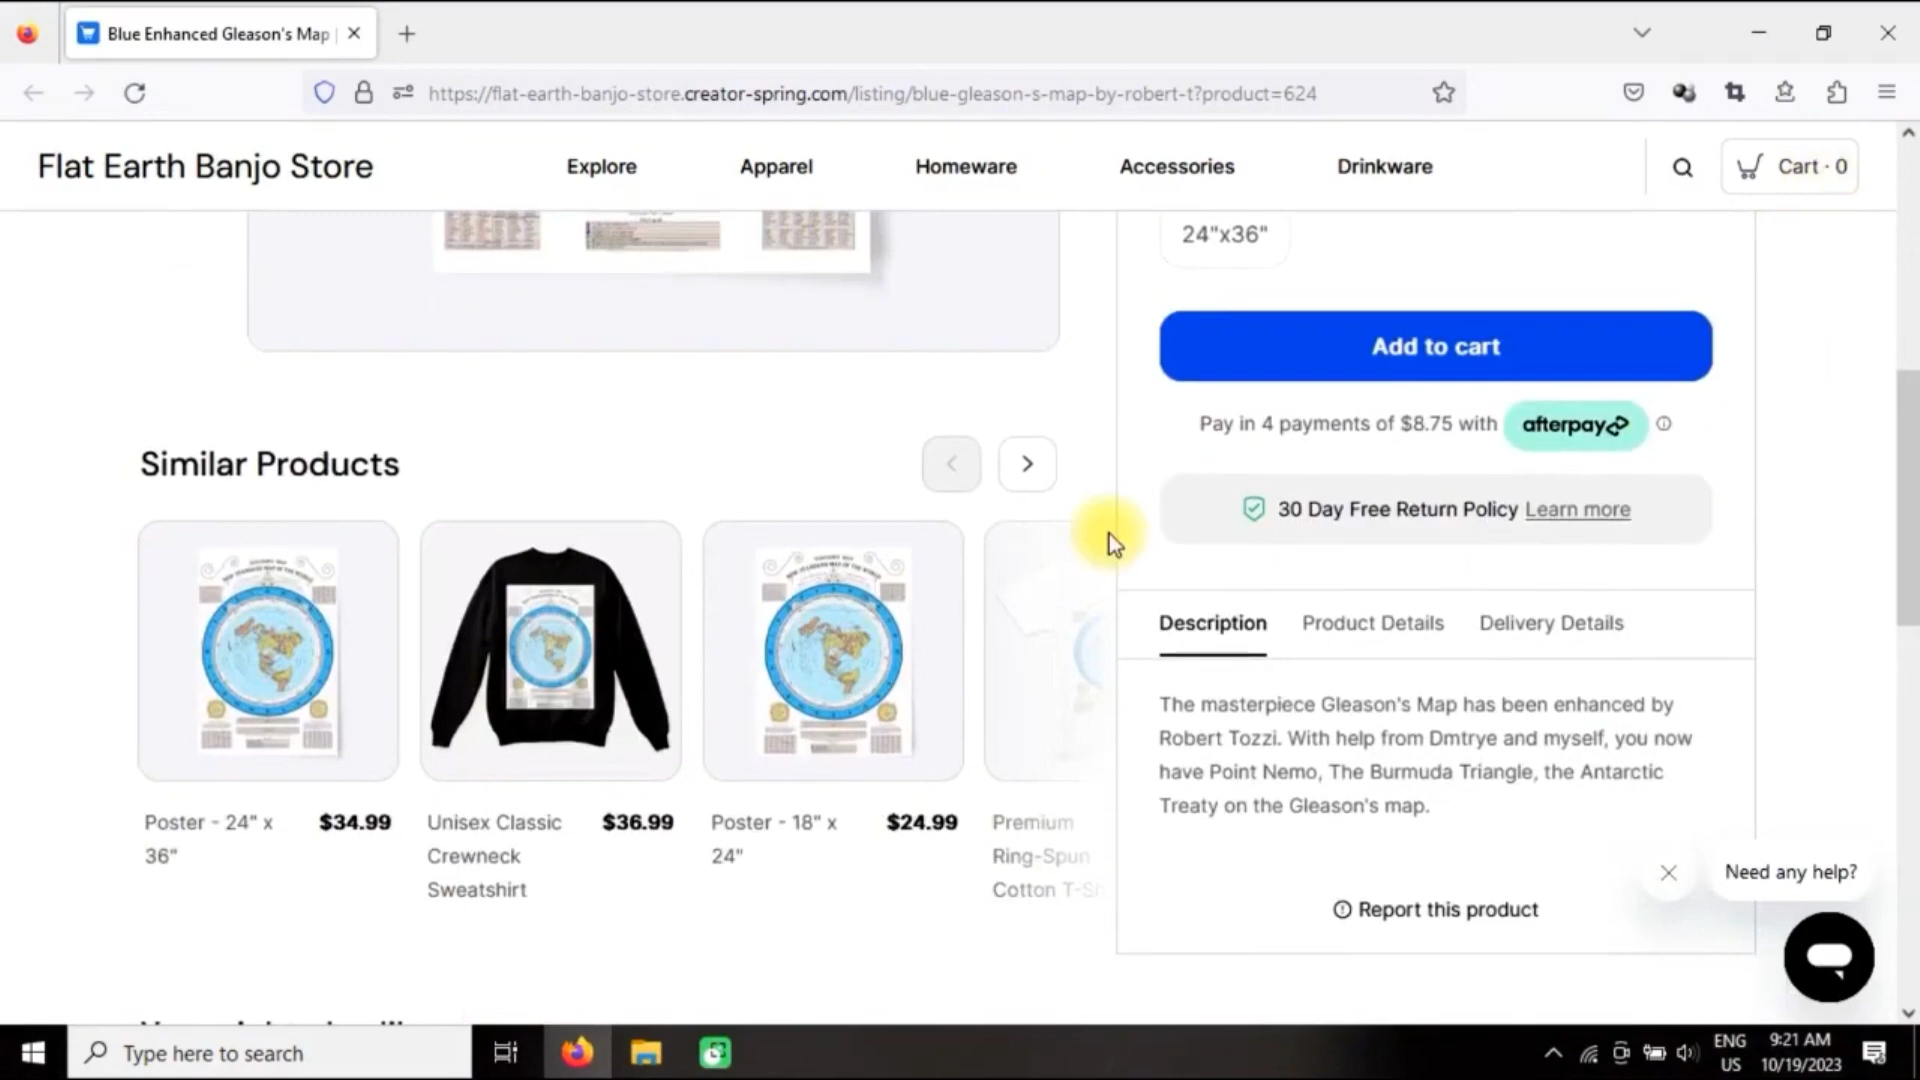 Blue Enhanced Gleason's Map |
https://flat-earth-banjo-store.creator-spring.com/listing/blue-gleason-s-map-by-robert-t?product=624
Flat Earth Banjo Store
Explore
Apparel
Homeware
Accessories
Drinkware
Cart · 0
24"x36"
Add to cart
Pay in 4 payments of $8.75 with afterpay
30 Day Free Return Policy Learn more
Similar Products
Description
Product Details
Delivery Details
The masterpiece Gleason's Map has been enhanced by
Robert Tozzi. With help from Dmtrye and myself, you now
have Point Nemo, The Burmuda Triangle, the Antarctic
Treaty on the Gleason's map.
Report this product
Poster - 24" x
36"
$34.99
Unisex Classic
Crewneck
Sweatshirt
$36.99
Poster - 18" x
24"
$24.99
Premium
Ring-Spun
Cotton T-Sh
Need any help?
Type here to search
ENG
US
9:21 AM
10/19/2023